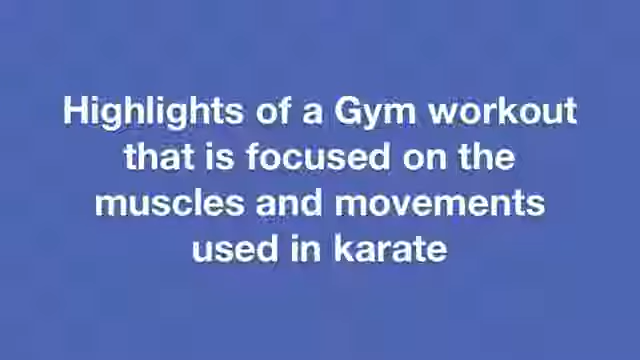 Highlights of a Gym workout
that is focused on the
muscles and movements
used in karate